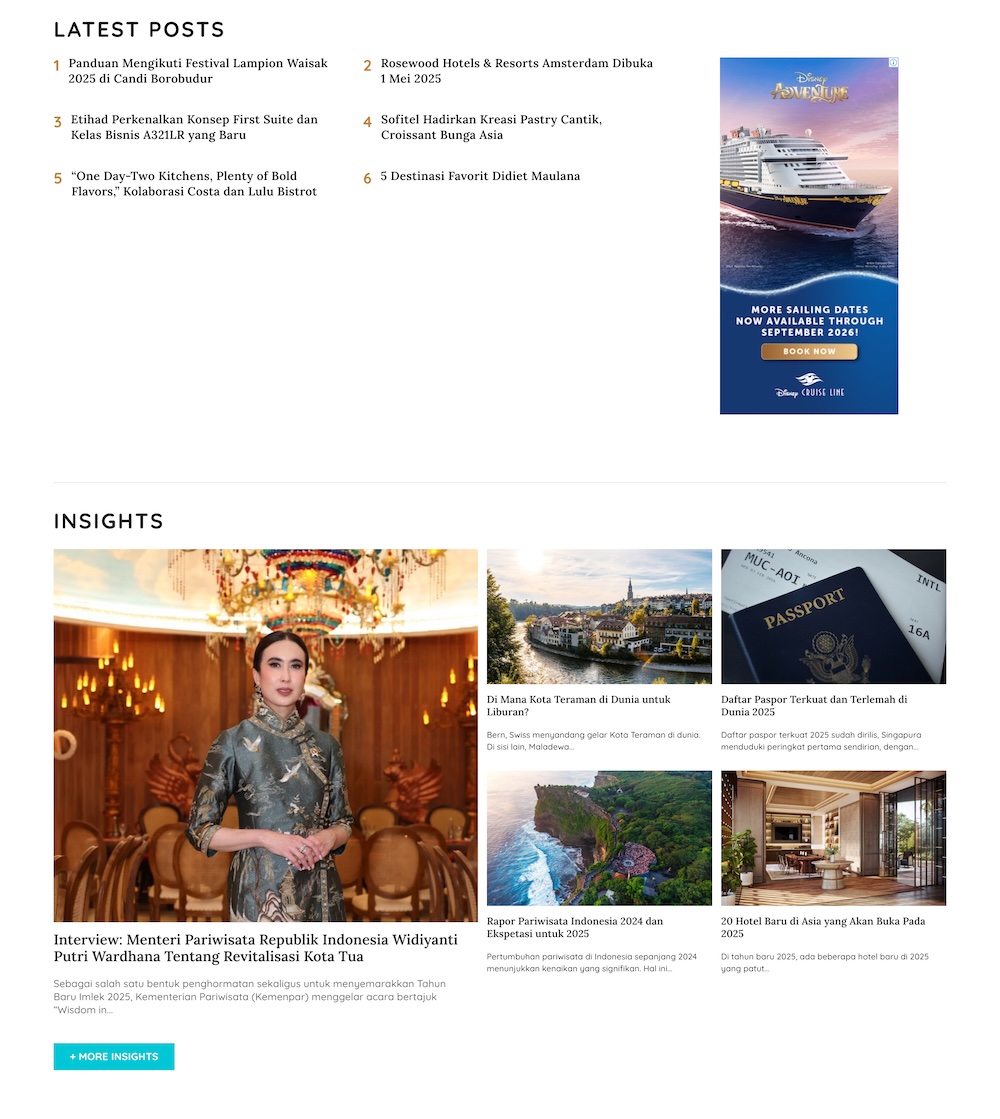 LATEST POSTS
1 Panduan Mengikuti Festival Lampion Waisak
2025 di Candi Borobudur
2 Rosewood Hotels & Resorts Amsterdam Dibuka
1 Mei 2025
3 Etihad Perkenalkan Konsep First Suite dan
Kelas Bisnis A321LR yang Baru
4 Sofitel Hadirkan Kreasi Pastry Cantik,
Croissant Bunga Asia
5 “One Day-Two Kitchens, Plenty of Bold
Flavors,” Kolaborasi Costa dan Lulu Bistrot
6 5 Destinasi Favorit Didiet Maulana
Disney
ADVENTURE
MORE SAILING DATES
NOW AVAILABLE THROUGH
SEPTEMBER 2026!
BOOK NOW
Disney CRUISE LINE
INSIGHTS
Interview: Menteri Pariwisata Republik Indonesia Widiyanti
Putri Wardhana Tentang Revitalisasi Kota Tua
Sebagai salah satu bentuk penghormatan sekaligus untuk menyemarakkan Tahun
Baru Imlek 2025, Kementerian Pariwisata (Kemenpar) menggelar acara bertajuk
“Wisdom in...
Di Mana Kota Teraman di Dunia untuk
Liburan?
Bern, Swiss menyandang gelar Kota Teraman di dunia.
Di sisi lain, Maladewa...
Ancona
MUC-AOI
INTL
16A
PASSPORT
Daftar Paspor Terkuat dan Terlemah di
Dunia 2025
Daftar paspor terkuat 2025 sudah dirilis, Singapura
menduduki peringkat pertama sendirian, dengan...
Rapor Pariwisata Indonesia 2024 dan
Ekspetasi untuk 2025
Pertumbuhan pariwisata di Indonesia sepanjang 2024
menunjukkan kenaikan yang signifikan. Hal ini...
20 Hotel Baru di Asia yang Akan Buka Pada
2025
Di tahun baru 2025, ada beberapa hotel baru di 2025
yang patut...
+ MORE INSIGHTS